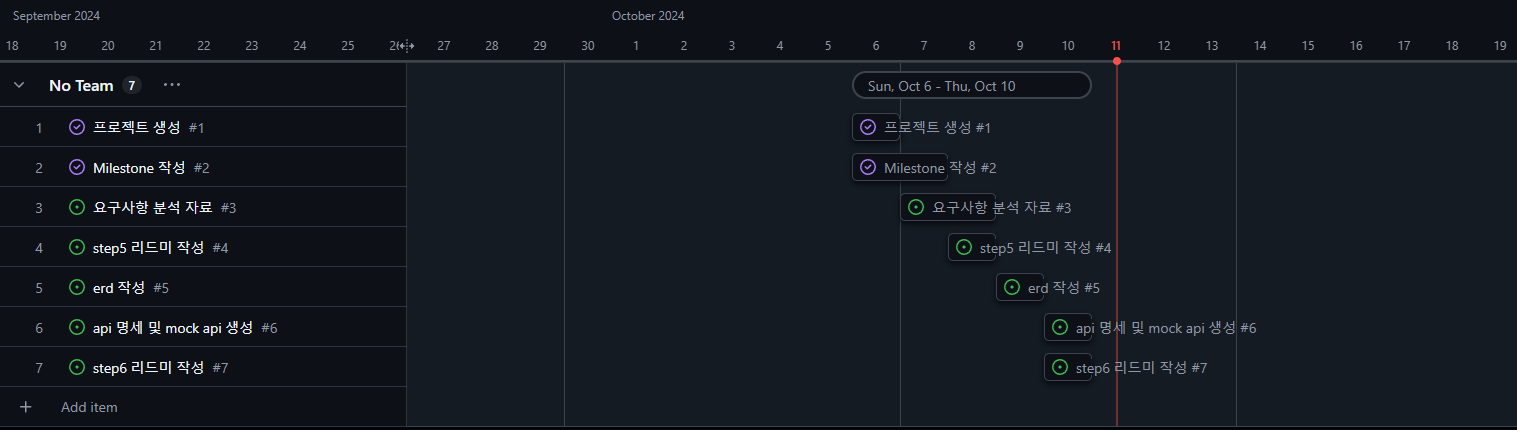 September 2024 October 2024
18 19 20 21 22 23 24 25 26 27 28 29 30 1 2 3 4 5 6 7 8 9 10 11 12 13 14 15 16 17 18 19
No Team 7 ... Sun, Oct 6 - Thu, Oct 10
1 프로젝트 생성 #1 프로젝트 생성 #1
2 Milestone 작성 #2 Milestone 작성 #2
3 요구사항 분석 자료 #3 요구사항 분석 자료 #3
4 step5 리드미 작성 #4 step5 리드미 작성 #4
5 erd 작성 #5 erd 작성 #5
6 api 명세 및 mock api 생성 #6 api 명세 및 mock api 생성 #6
7 step6 리드미 작성 #7 step6 리드미 작성 #7
+ Add item